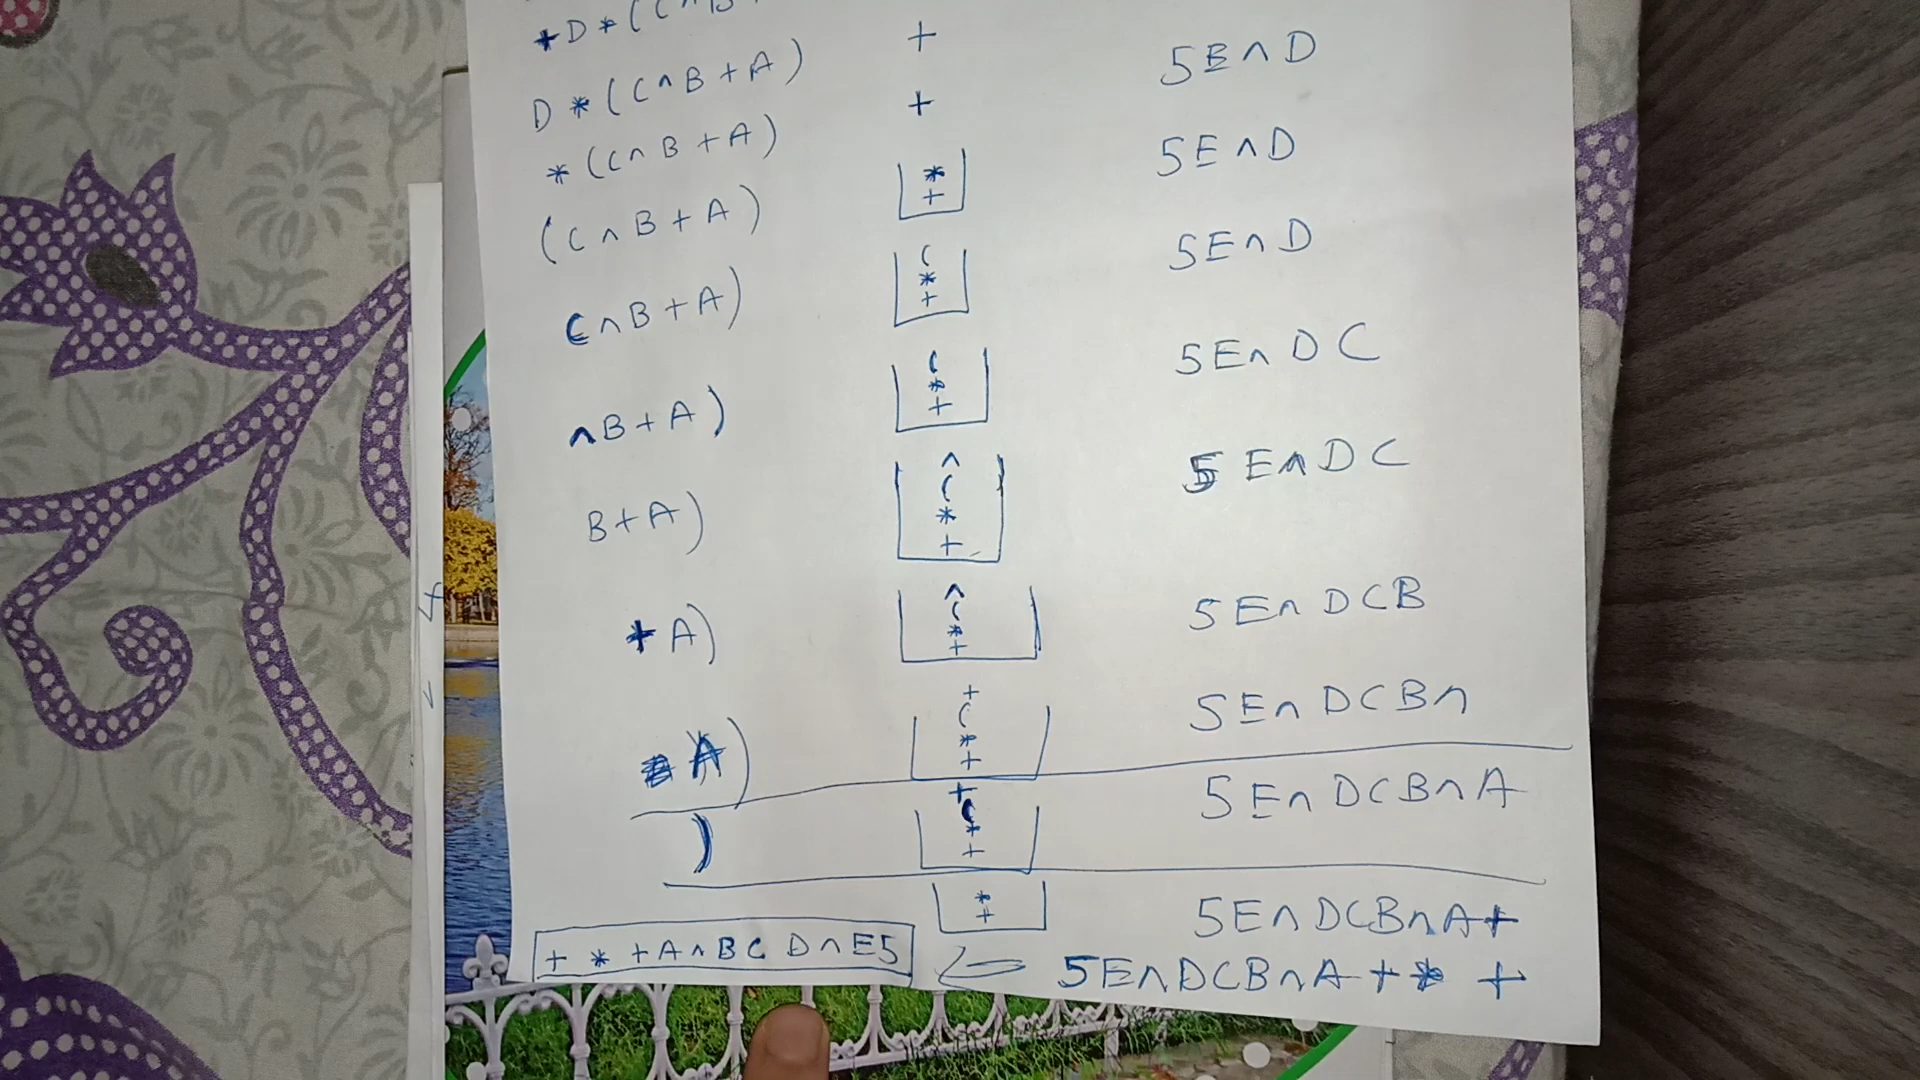 +D*(C^B
D*(C^B+A) + 5E^D
*(C^B+A) + 5E^D
(C^B+A) * + 5E^D
C^B+A) ( * + 5E^DC
^B+A) ( * + 5E^DC
B+A) ^ ( * + 5E^DCB
+A) ^ ( * + 5E^DCB^
A) + ( * + 5E^DCB^A
) + ( * + 5E^DCB^A+
* +
+*+A^BCD^E5 <= 5E^DCB^A+*+